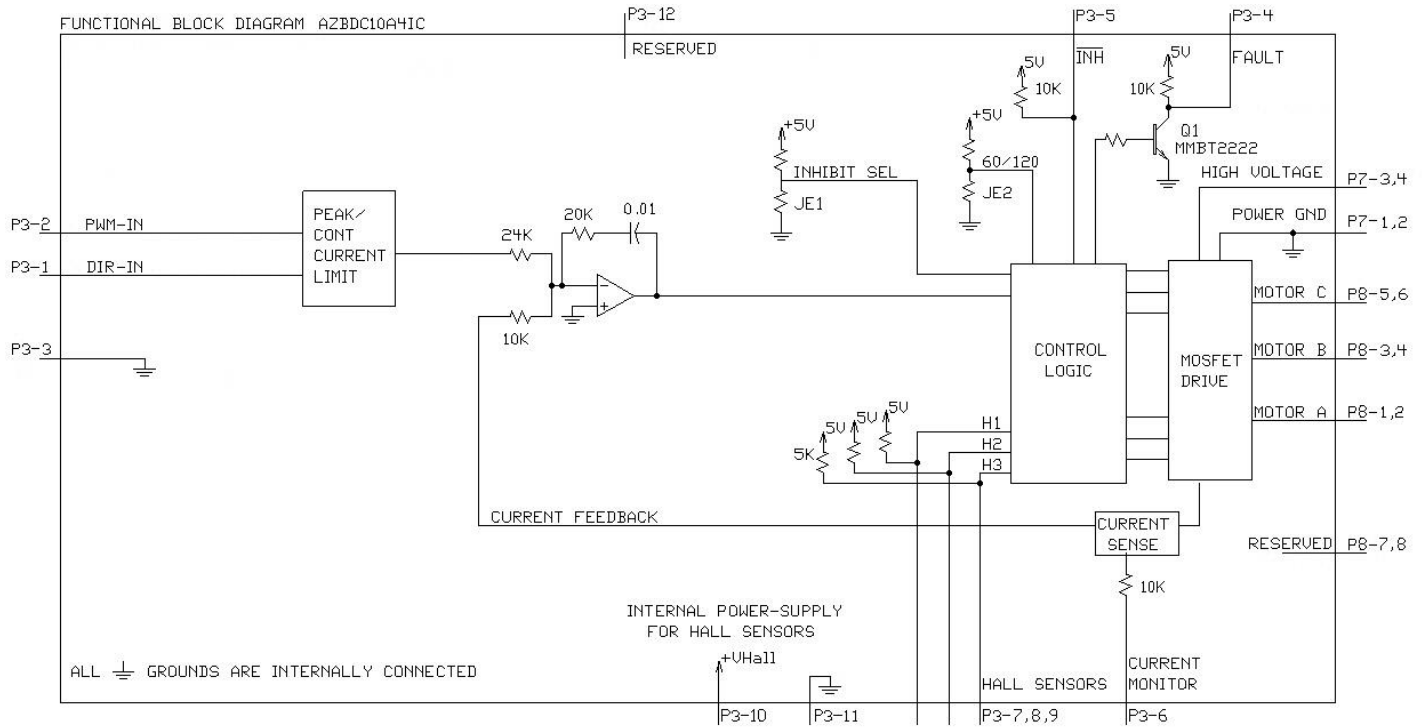 FUNCTIONAL BLOCK DIAGRAM AZBDC10A4IC
P3-12
RESERVED
P3-5
INH
P3-4
FAULT
5V
10K
5V
10K
Q1
MMBT2222
+5V
INHIBIT SEL
JE1
+5V
60/120
JE2
HIGH VOLTAGE
P7-3,4
POWER GND
P7-1,2
P3-2
PWM-IN
P3-1
DIR-IN
PEAK/
CONT
CURRENT
LIMIT
24K
20K
0.01
-
+
10K
P3-3
CONTROL
LOGIC
MOSFET
DRIVE
MOTOR C
P8-5,6
MOTOR B
P8-3,4
MOTOR A
P8-1,2
5V
5V
5V
5K
H1
H2
H3
CURRENT FEEDBACK
CURRENT
SENSE
RESERVED
P8-7,8
10K
INTERNAL POWER-SUPPLY
FOR HALL SENSORS
+VHall
ALL GROUNDS ARE INTERNALLY CONNECTED
HALL SENSORS
CURRENT
MONITOR
P3-10
P3-11
P3-7,8,9
P3-6